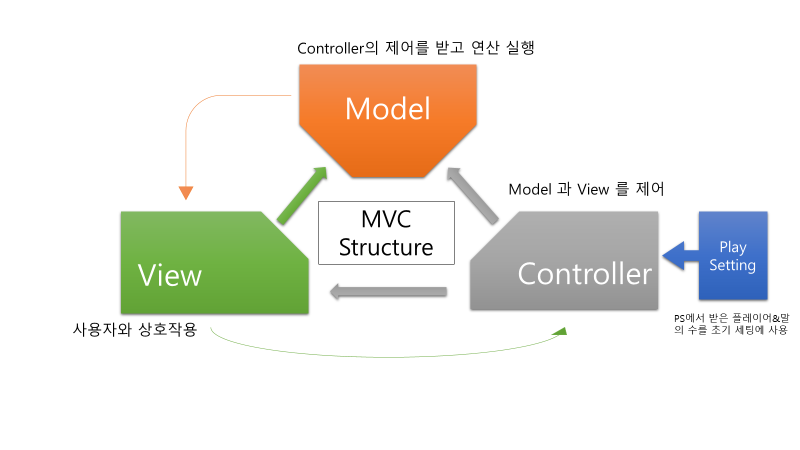 Controller의 제어를 받고 연산 실행
Model
Model 과 View 를 제어
MVC
Structure
View
Controller
Play
Setting
PS에서 받은 플레이어&말
의 수를 초기 세팅에 사용
사용자와 상호작용